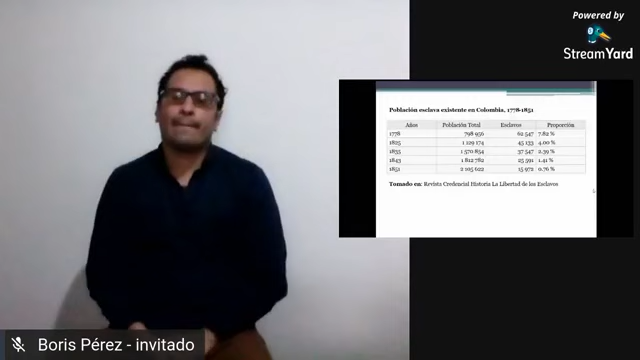 Powered by
StreamYard
Población esclava existente en Colombia, 1778-1851
Años Población Total Esclavos Proporción
1778 798 956 62 547 7.82 %
1825 1 129 174 45 133 4.00 %
1835 1 570 854 37 547 2.39 %
1843 1 812 782 25 591 1.41 %
1851 2 105 622 15 972 0.76 %
Tomado en: Revista Credencial Historia La Libertad de los Esclavos
Boris Pérez - invitado